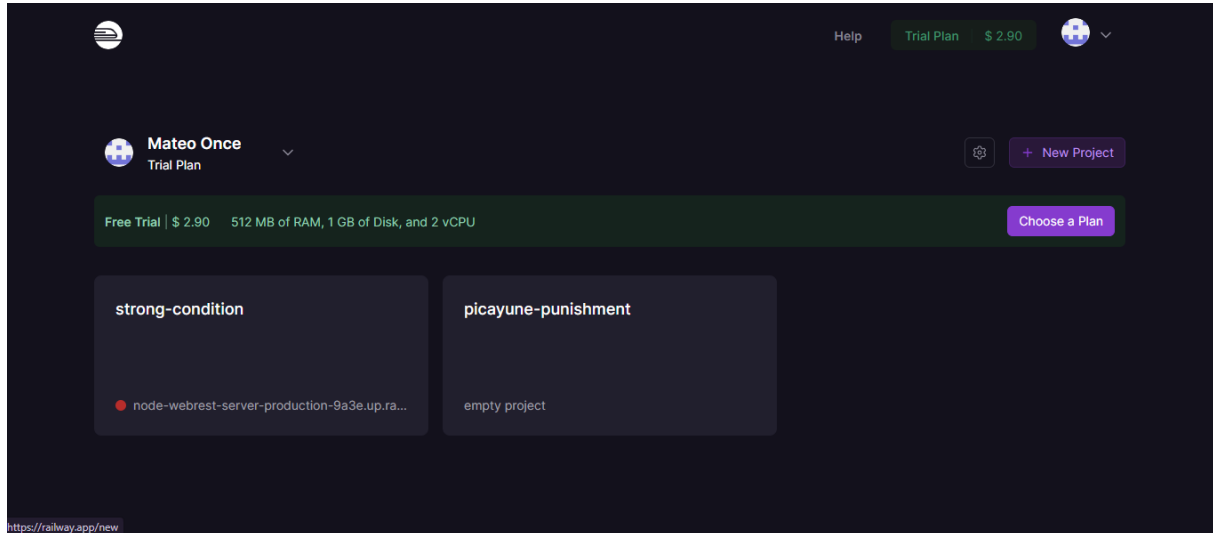 Help Trial Plan $ 2.90
Mateo Once
Trial Plan
+ New Project
Free Trial | $ 2.90 512 MB of RAM, 1 GB of Disk, and 2 vCPU Choose a Plan
strong-condition picayune-punishment
node-webrest-server-production-9a3e.up.ra... empty project
https://railway.app/new